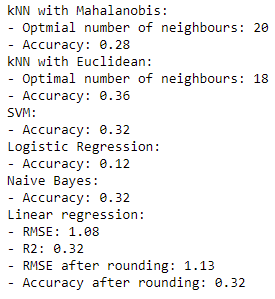 kNN with Mahalanobis:
- Optmial number of neighbours: 20
- Accuracy: 0.28
kNN with Euclidean:
- Optimal number of neighbours: 18
- Accuracy: 0.36
SVM:
- Accuracy: 0.32
Logistic Regression:
- Accuracy: 0.12
Naive Bayes:
- Accuracy: 0.32
Linear regression:
- RMSE: 1.08
- R2: 0.32
- RMSE after rounding: 1.13
- Accuracy after rounding: 0.32